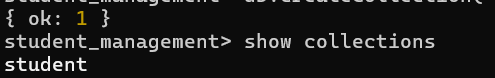 { ok: 1 }
student_management> show collections
student